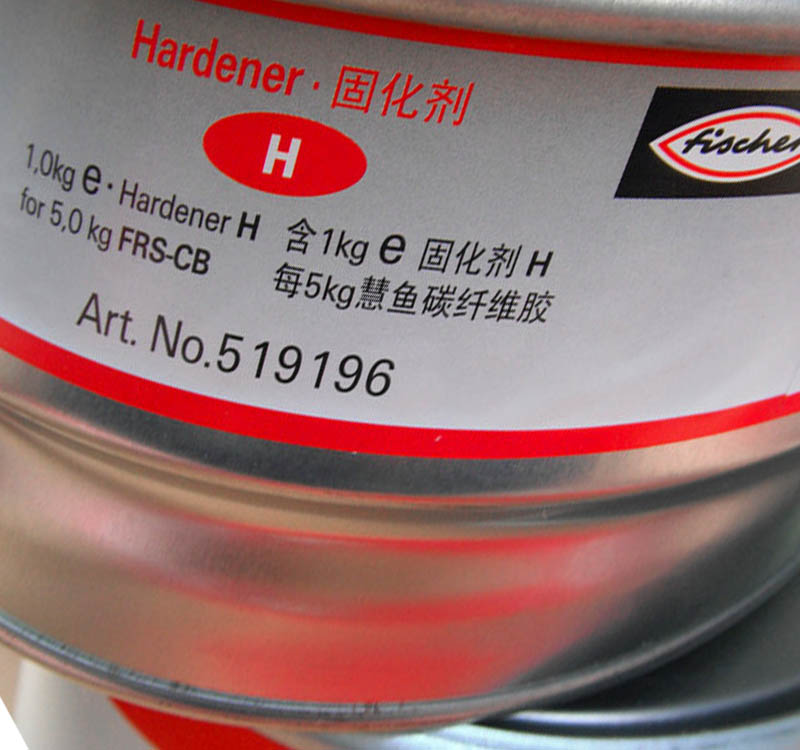 Hardener · 固化剂
H
fischer
1,0kg e · Hardener H
for 5,0 kg FRS-CB
含1kg e 固化剂 H
每5kg慧鱼碳纤维胶
Art. No.519196